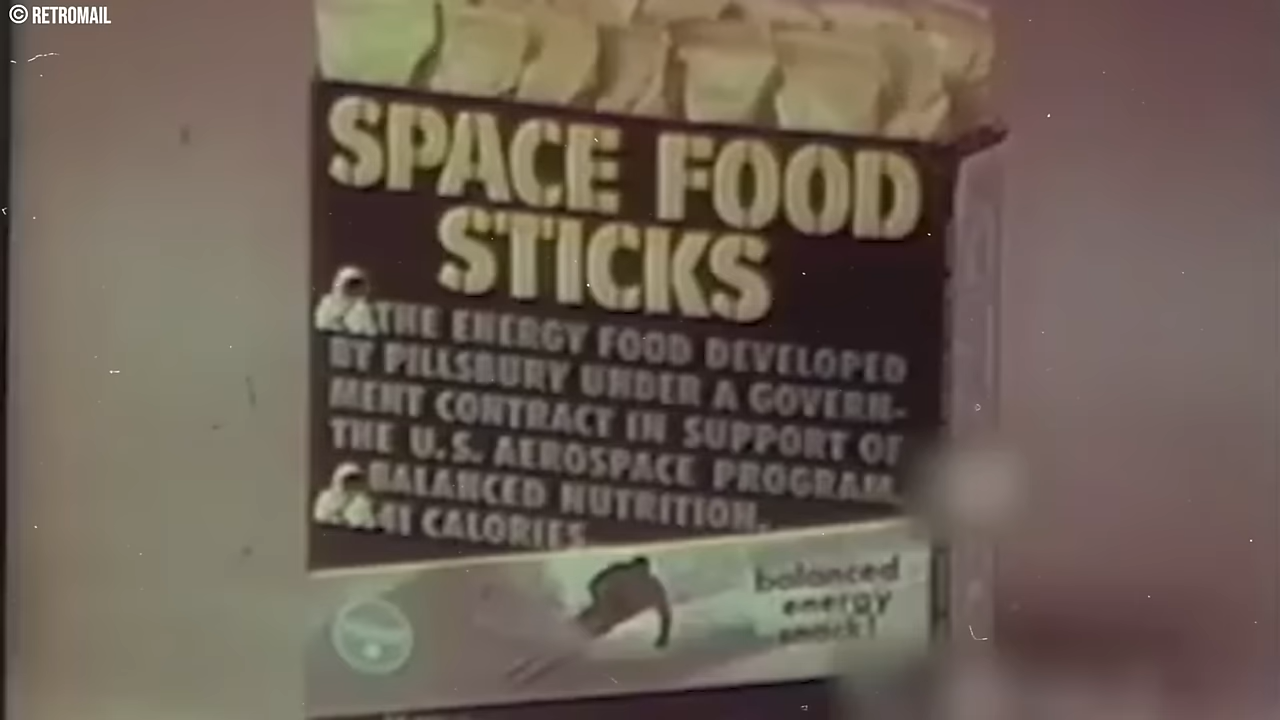 © RETROMAIL
SPACE FOOD
STICKS
THE ENERGY FOOD DEVELOPED
BY PILLSBURY UNDER A GOVERN-
MENT CONTRACT IN SUPPORT OF
THE U.S. AEROSPACE PROGRAM.
BALANCED NUTRITION.
41 CALORIES.
balanced
energy
snack!